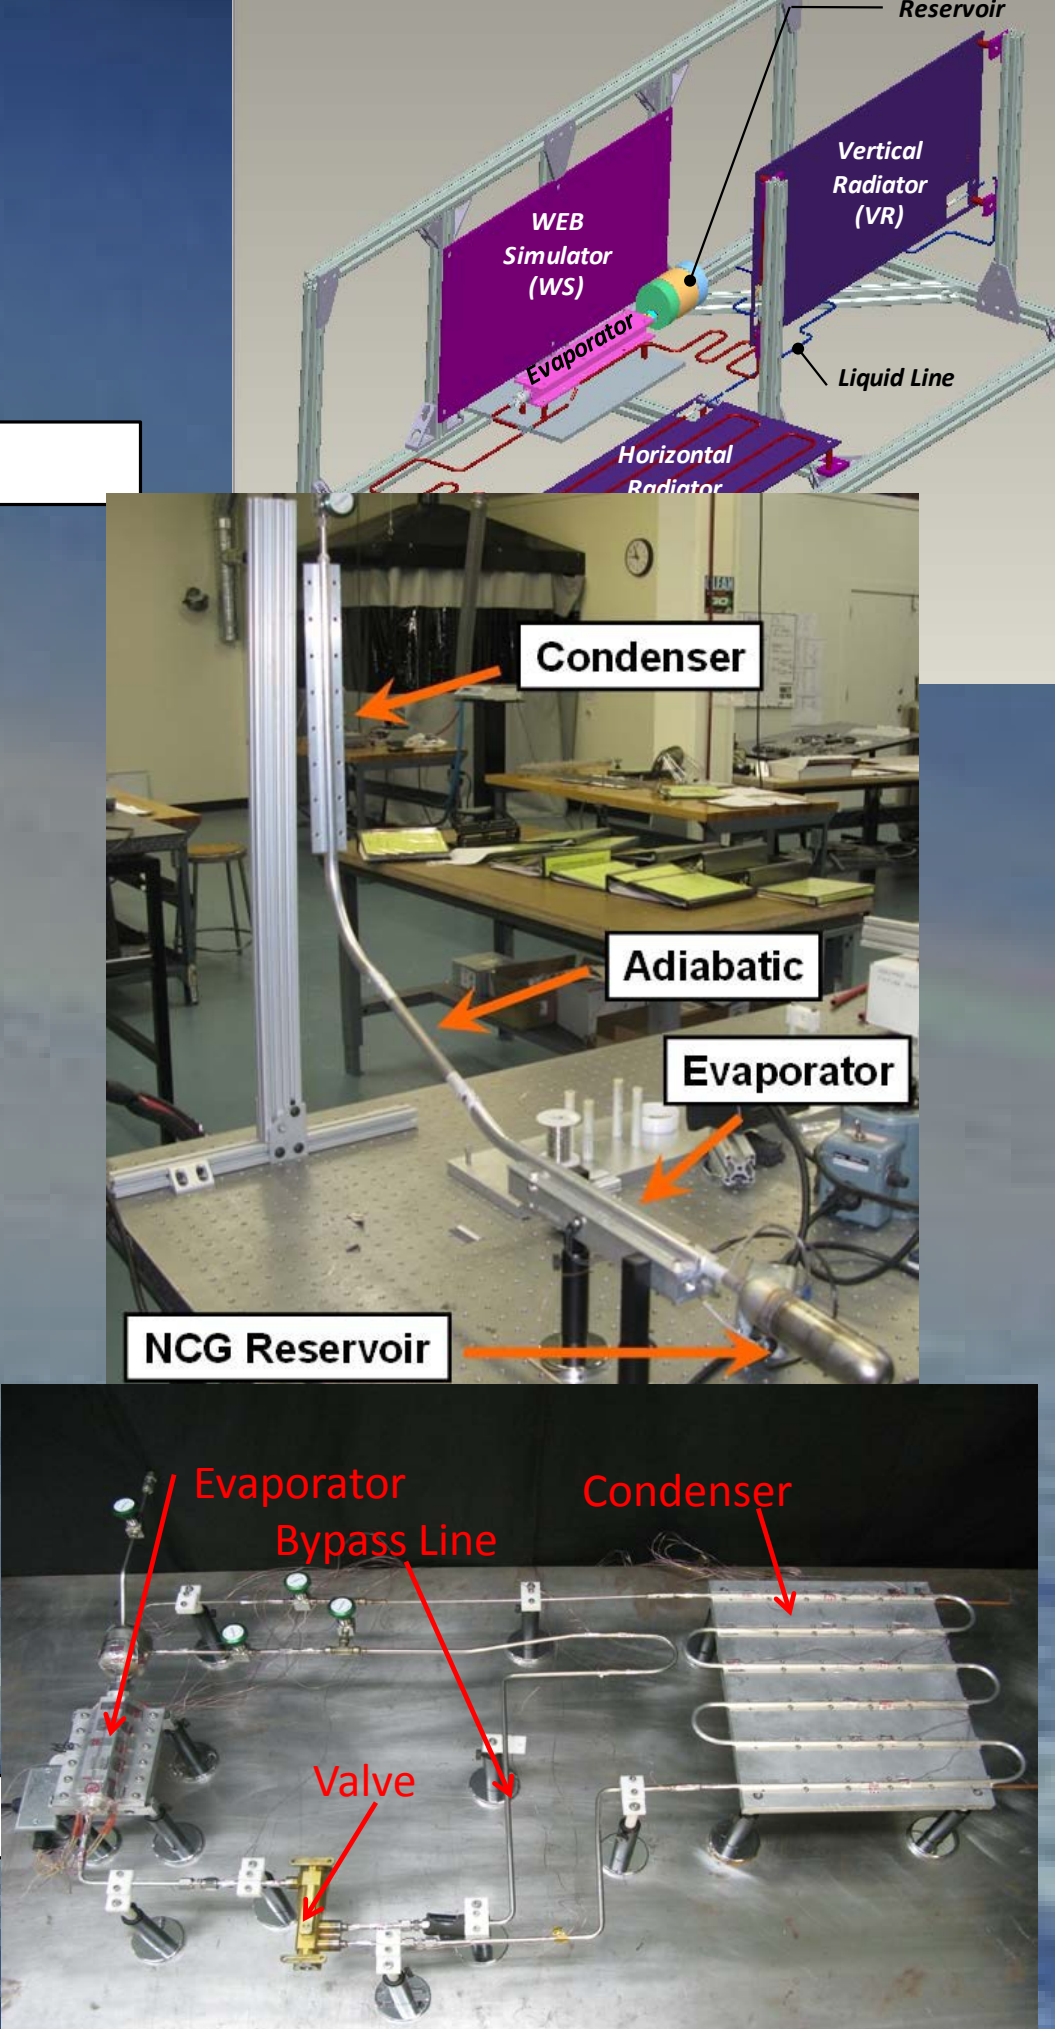 Reservoir
Vertical
Radiator
(VR)
WEB
Simulator
(WS)
Evaporator
Liquid Line
Horizontal
Radiator
Condenser
Adiabatic
Evaporator
NCG Reservoir
Evaporator
Condenser
Bypass Line
Valve